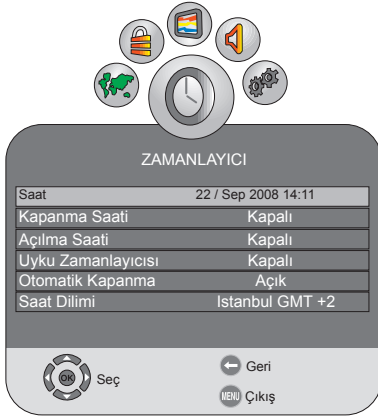 ZAMANLAYICI
Saat 22 / Sep 2008 14:11
Kapanma Saati Kapalı
Açılma Saati Kapalı
Uyku Zamanlayıcısı Kapalı
Otomatik Kapanma Açık
Saat Dilimi Istanbul GMT +2
OK Seç Geri
MENU Çıkış